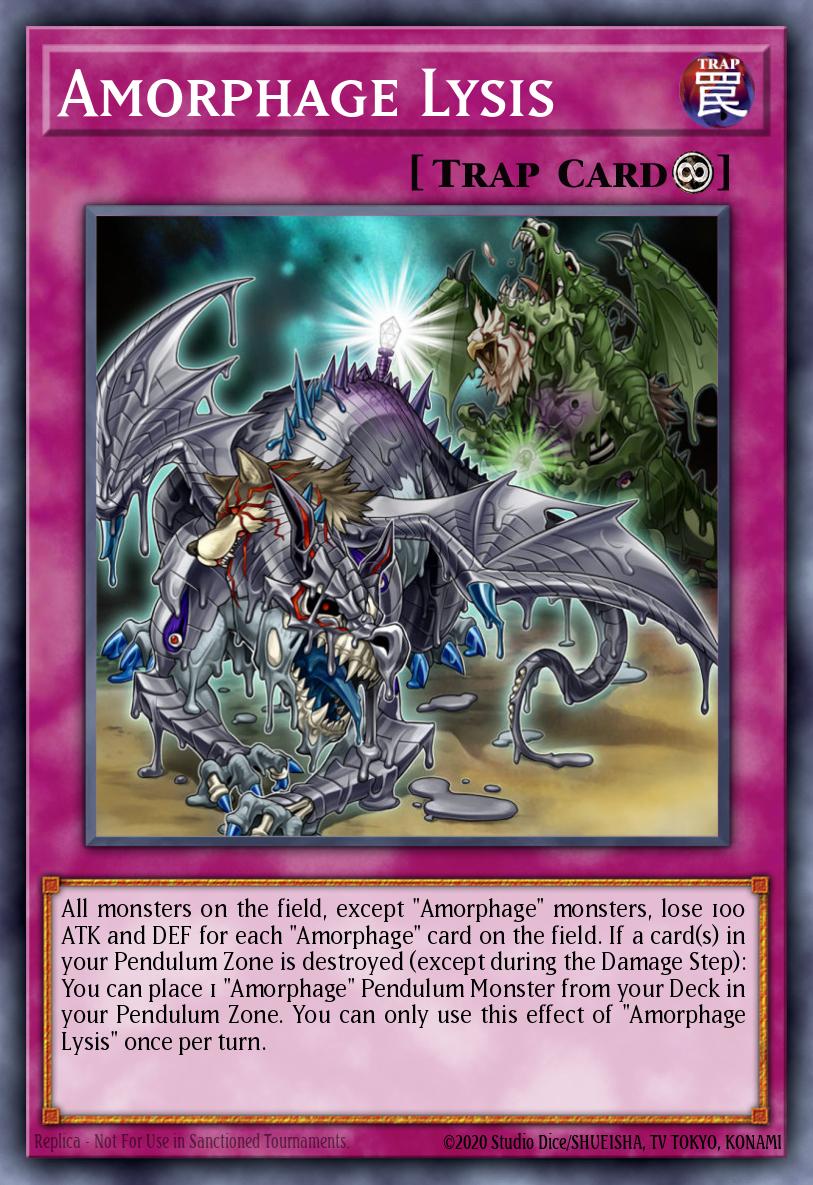 AMORPHAGE LYSIS
TRAP
罠
[TRAP CARD]
All monsters on the field, except "Amorphage" monsters, lose 100
ATK and DEF for each "Amorphage" card on the field. If a card(s) in
your Pendulum Zone is destroyed (except during the Damage Step):
You can place 1 "Amorphage" Pendulum Monster from your Deck in
your Pendulum Zone. You can only use this effect of "Amorphage
Lysis" once per turn.
Replica - Not For Use in Sanctioned Tournaments.
©2020 Studio Dice/SHUEISHA, TV TOKYO, KONAMI